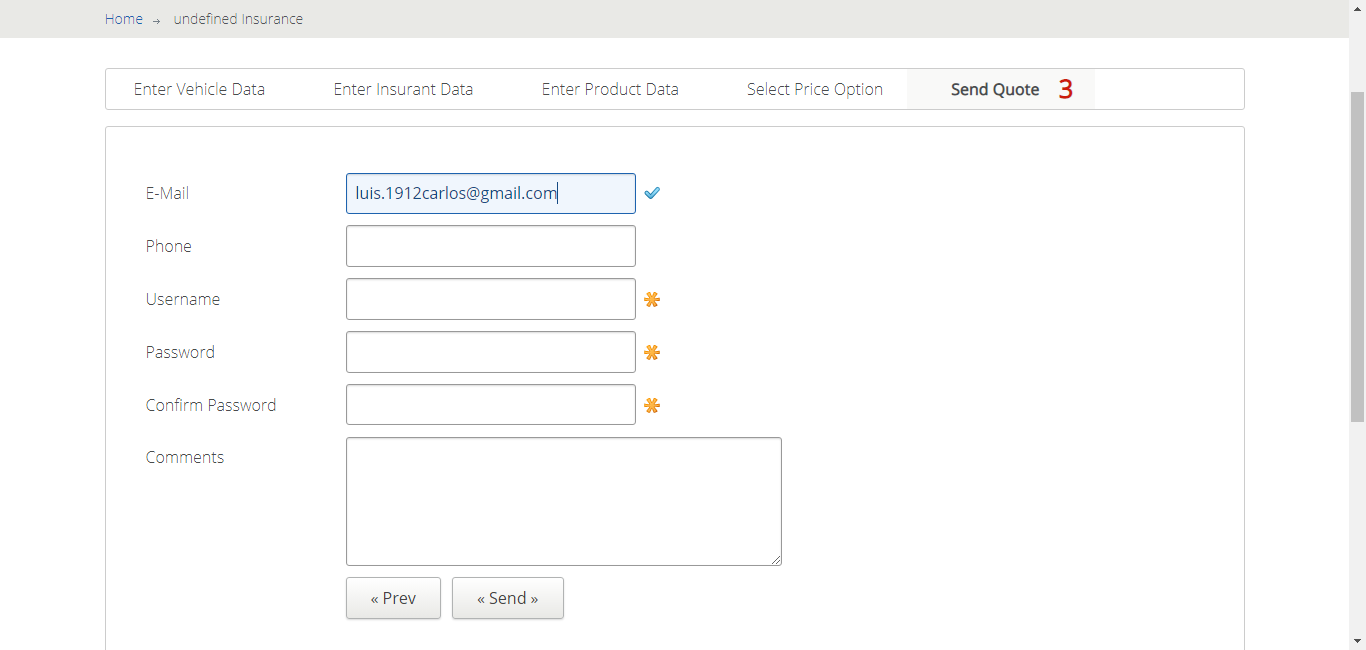 Home → undefined Insurance
Enter Vehicle Data Enter Insurant Data Enter Product Data Select Price Option Send Quote 3
E-Mail luis.1912carlos@gmail.com
Phone
Username
Password
Confirm Password
Comments
« Prev « Send »